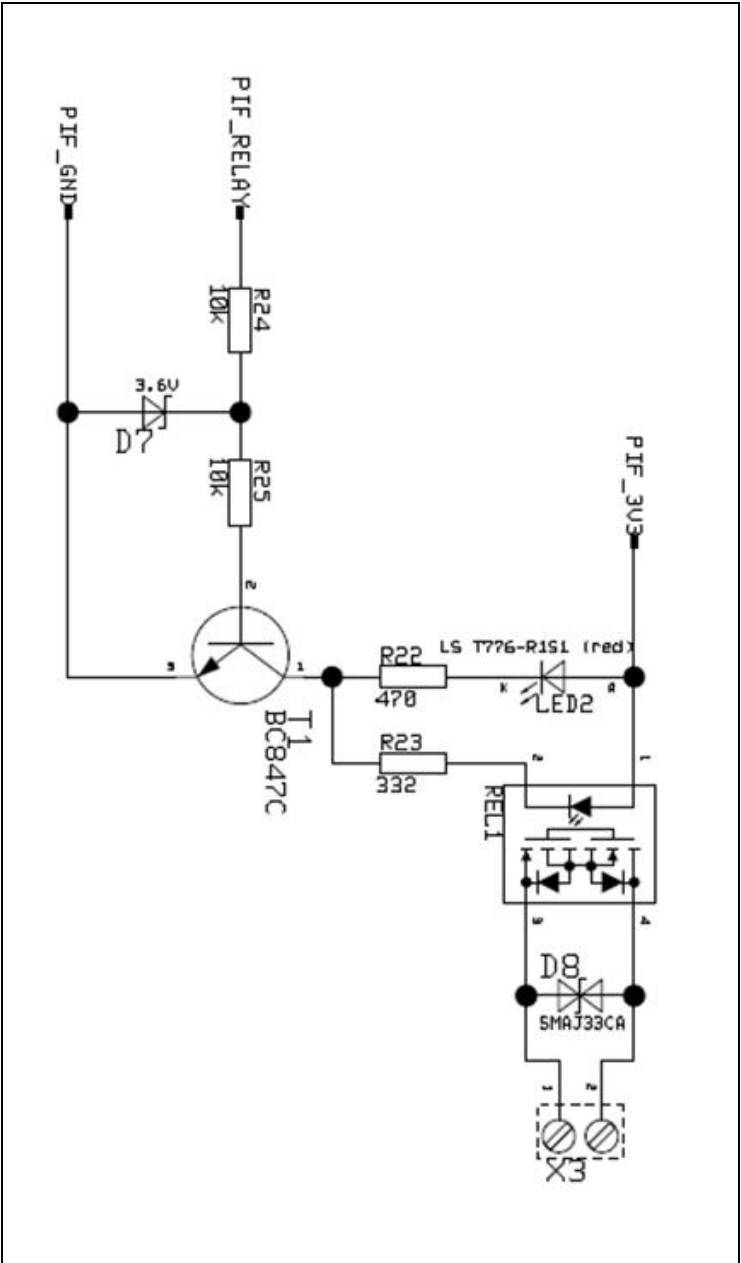 PIF_GND
PIF_RELAY
R24
10k
3.6V
D7
R25
10k
PIF_3V3
2
LS T776-R1S1 (red)
3
1
R22
470
K
A
LED2
T1
BC847C
R23
332
2
1
REL1
3
4
D8
SMAJ33CA
1
2
X3